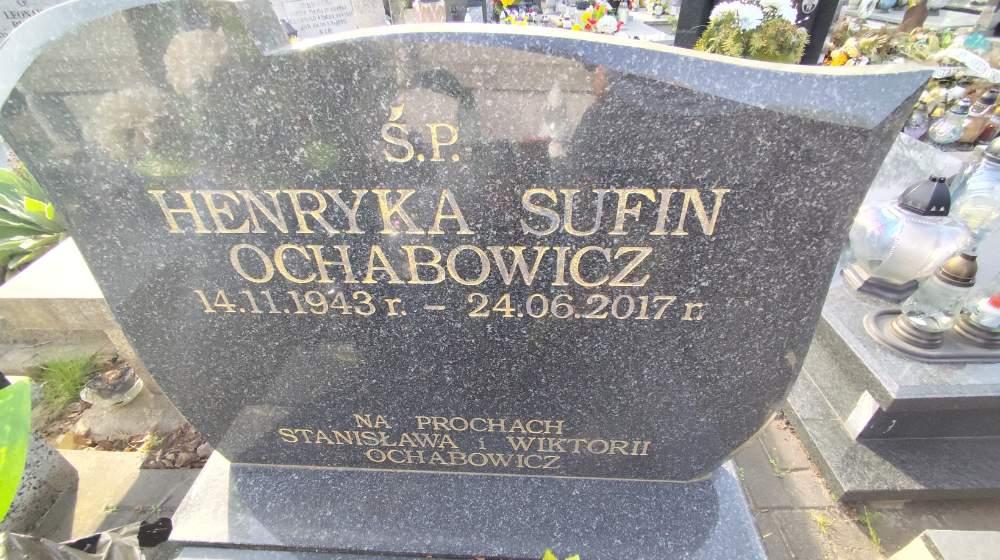 Ś.P.
HENRYKA SUFIN
OCHABOWICZ
14.11.1943 r. – 24.06.2017 r.
NA PROCHACH
STANISŁAWA i WIKTORII
OCHABOWICZ